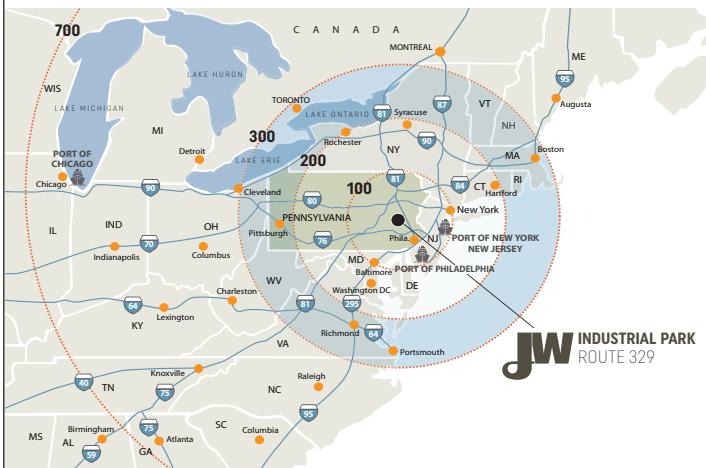 700
CANADA
MONTREAL
ME
95
LAKE HURON
WIS
TORONTO
87
VT
Augusta
LAKE MICHIGAN
LAKE ONTARIO
81
Syracuse
NH
MI
300
Rochester
90
Boston
NY
MA
PORT OF
CHICAGO
Detroit
LAKE ERIE
200
RI
Chicago
90
Cleveland
100
81
84
CT
Hartford
80
New York
IL
IND
OH
PENNSYLVANIA
Pittsburgh
76
Phila.
NJ
PORT OF NEW YORK
NEW JERSEY
70
Indianapolis
Columbus
MD
Baltimore
PORT OF PHILADELPHIA
WV
Washington DC
DE
Charleston
64
Lexington
81
295
KY
Richmond
64
JW
INDUSTRIAL PARK
ROUTE 329
VA
Portsmouth
Knoxville
40
TN
75
Raleigh
NC
95
MS
AL
Birmingham
59
75
GA
Atlanta
SC
Columbia